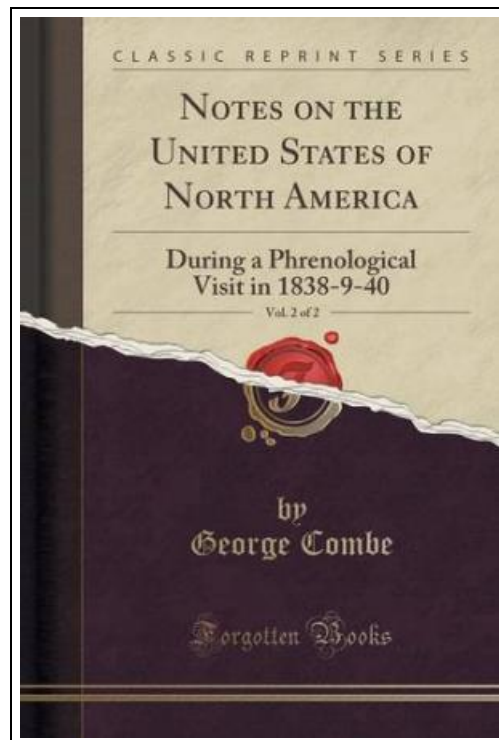 CLASSIC REPRINT SERIES
NOTES ON THE
UNITED STATES OF
NORTH AMERICA
During a Phrenological
Visit in 1838-9-40
Vol. 2 of 2
by
George Combe
Forgotten Books